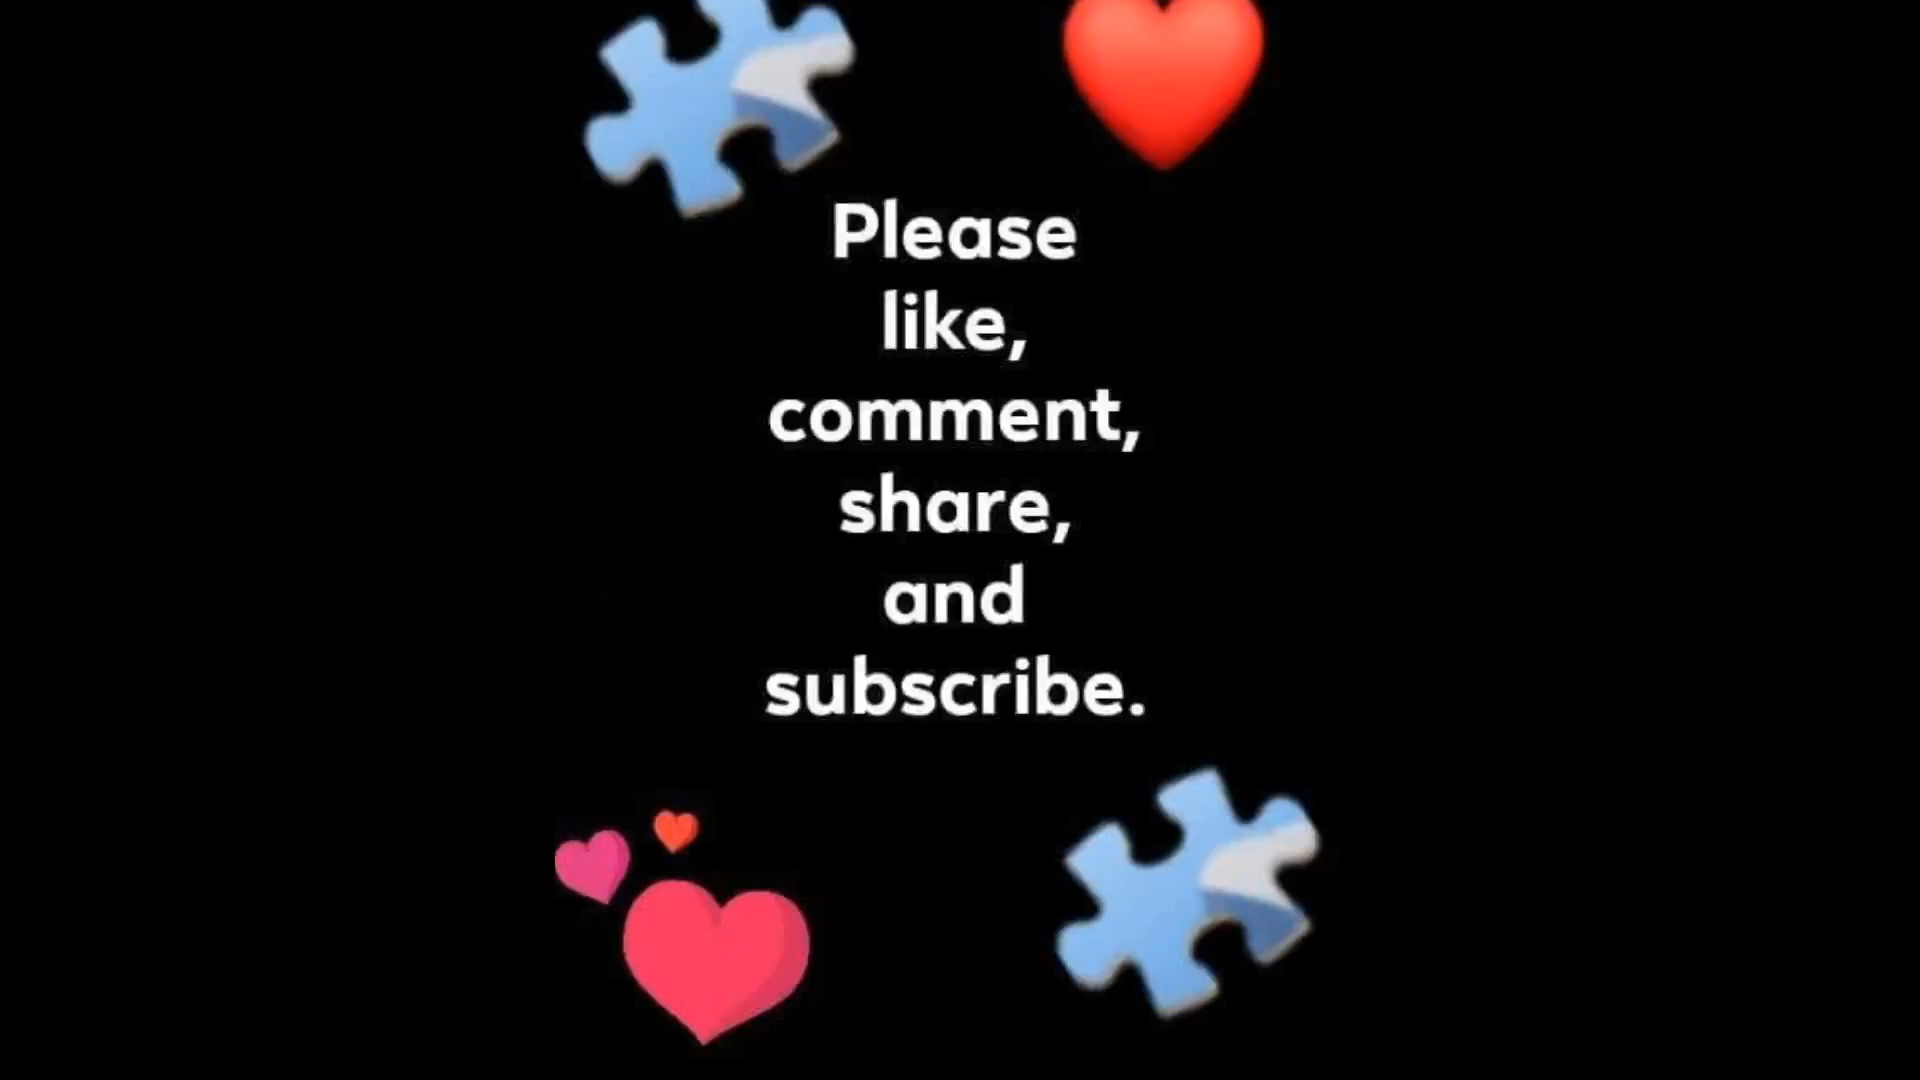 Please
like,
comment,
share,
and
subscribe.